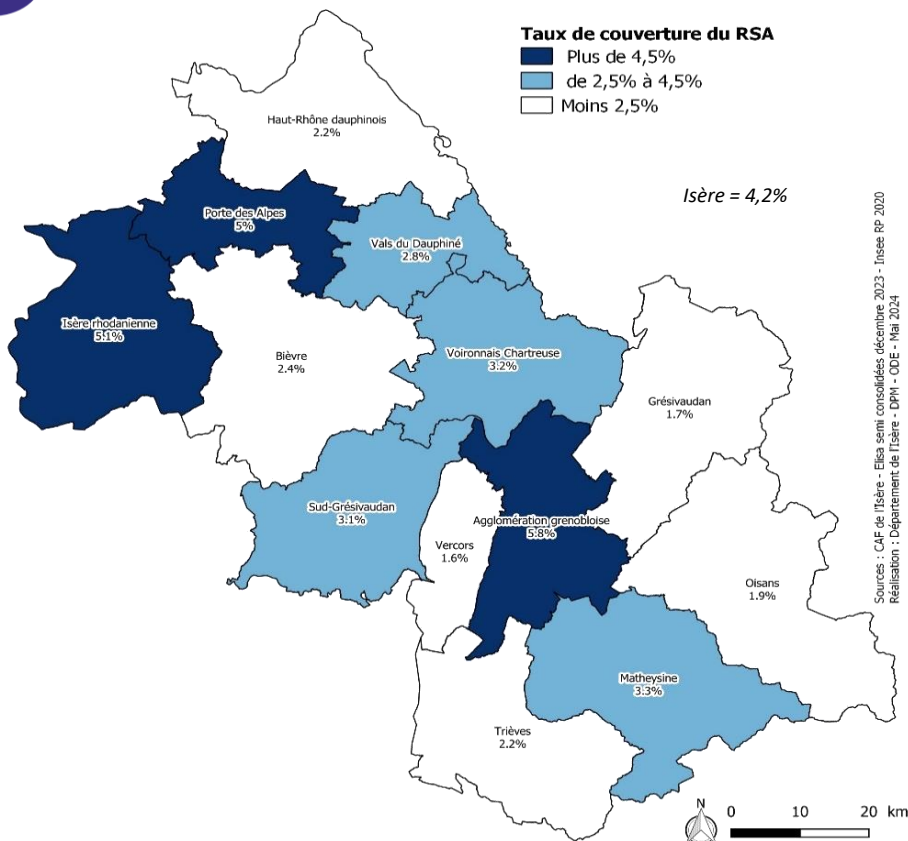 Taux de couverture du RSA
Plus de 4,5%
de 2,5% à 4,5%
Moins 2,5%
Isère = 4,2%
Haut-Rhône dauphinois
2.2%
Porte des Alpes
5%
Vals du Dauphiné
2.8%
Isère rhodanienne
5.1%
Bièvre
2.4%
Voironnais Chartreuse
3.2%
Grésivaudan
1.7%
Sud-Grésivaudan
3.1%
Agglomération grenobloise
5.8%
Vercors
1.6%
Oisans
1.9%
Matheysine
3.3%
Trièves
2.2%
Sources : CAF de l'Isère - Elisa semi consolidées décembre 2023 - Insee RP 2020
Réalisation : Département de l'Isère - DPM - ODE - Mai 2024
N
0 10 20 km